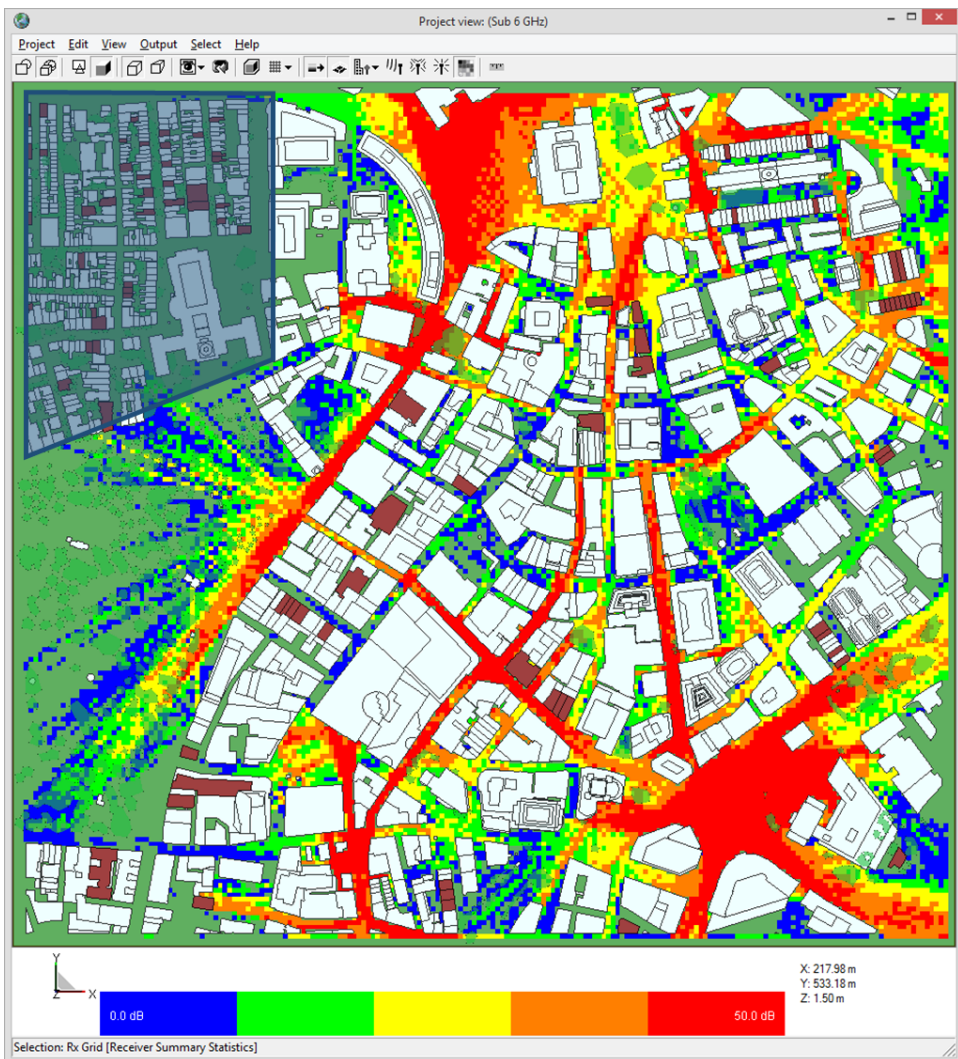 Project view: (Sub 6 GHz)
Project Edit View Output Select Help
Y
Z X
0.0 dB 50.0 dB
X: 217.98 m
Y: 533.18 m
Z: 1.50 m
Selection: Rx Grid [Receiver Summary Statistics]